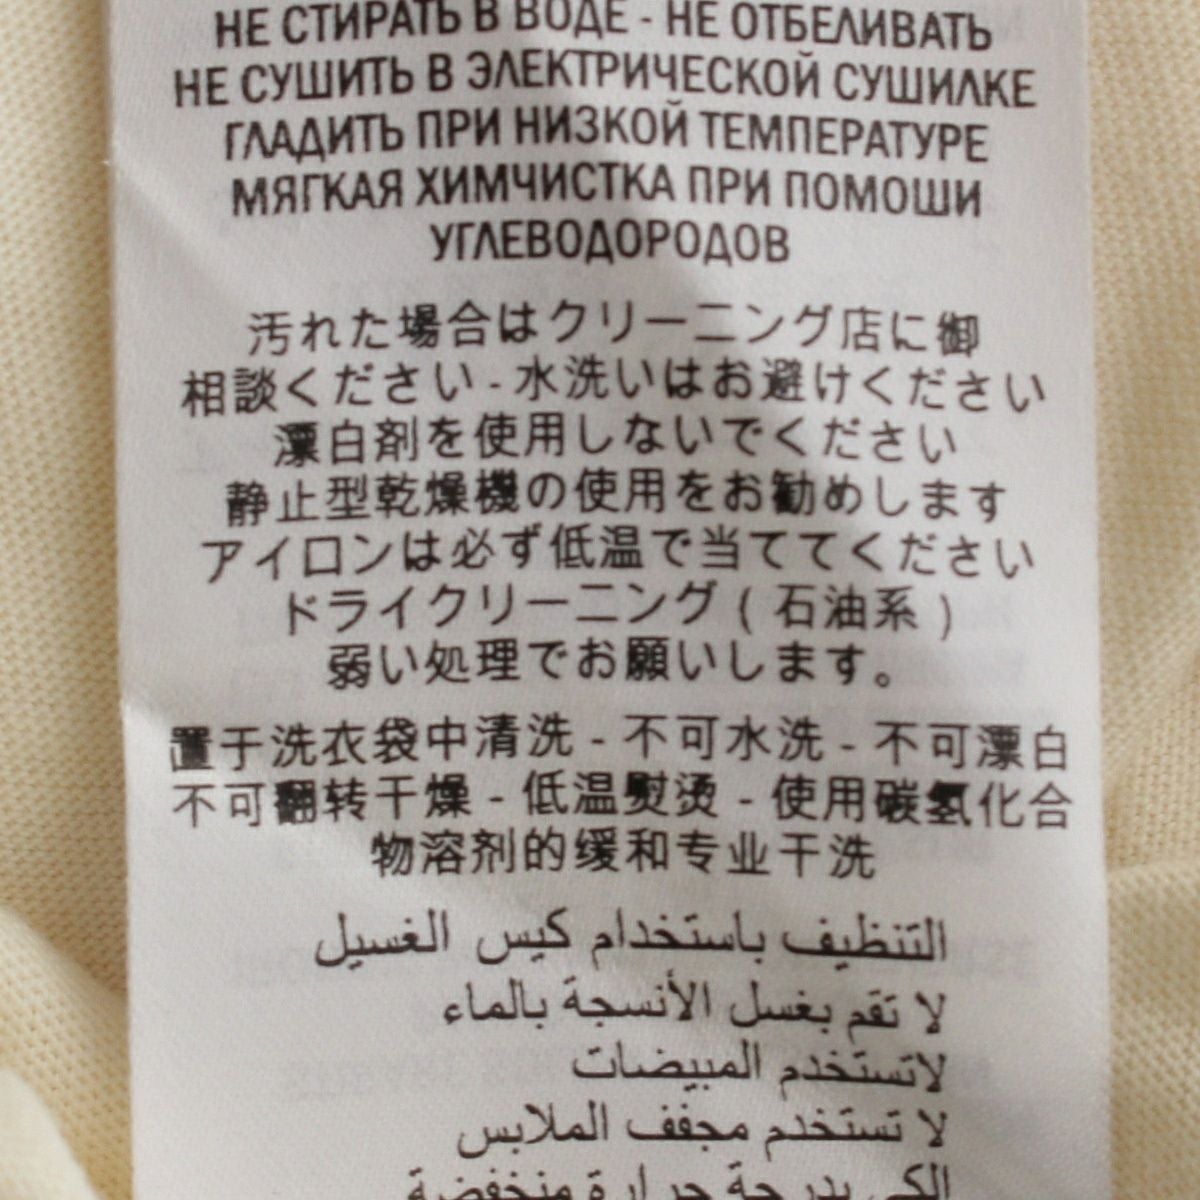 НЕ СТИРАТЬ В ВОДЕ - НЕ ОТБЕЛИВАТЬ
НЕ СУШИТЬ В ЭЛЕКТРИЧЕСКОЙ СУШИЛКЕ
ГЛАДИТЬ ПРИ НИЗКОЙ ТЕМПЕРАТУРЕ
МЯГКАЯ ХИМЧИСТКА ПРИ ПОМОШИ
УГЛЕВОДОРОДОВ
汚れた場合はクリーニング店に御
相談ください - 水洗いはお避けください
漂白剤を使用しないでください
静止型乾燥機の使用をお勧めします
アイロンは必ず低温で当ててください
ドライクリーニング ( 石油系 )
弱い処理でお願いします。
置于洗衣袋中清洗 - 不可水洗 - 不可漂白
不可翻转干燥 - 低温熨烫 - 使用碳氢化合
物溶剂的缓和专业干洗
التنظيف باستخدام كيس الغسيل
لا تقم بغسل الأنسجة بالماء
لاتستخدم المبيضات
لا تستخدم مجفف الملابس
الكي بدرجة حرارة منخفضة